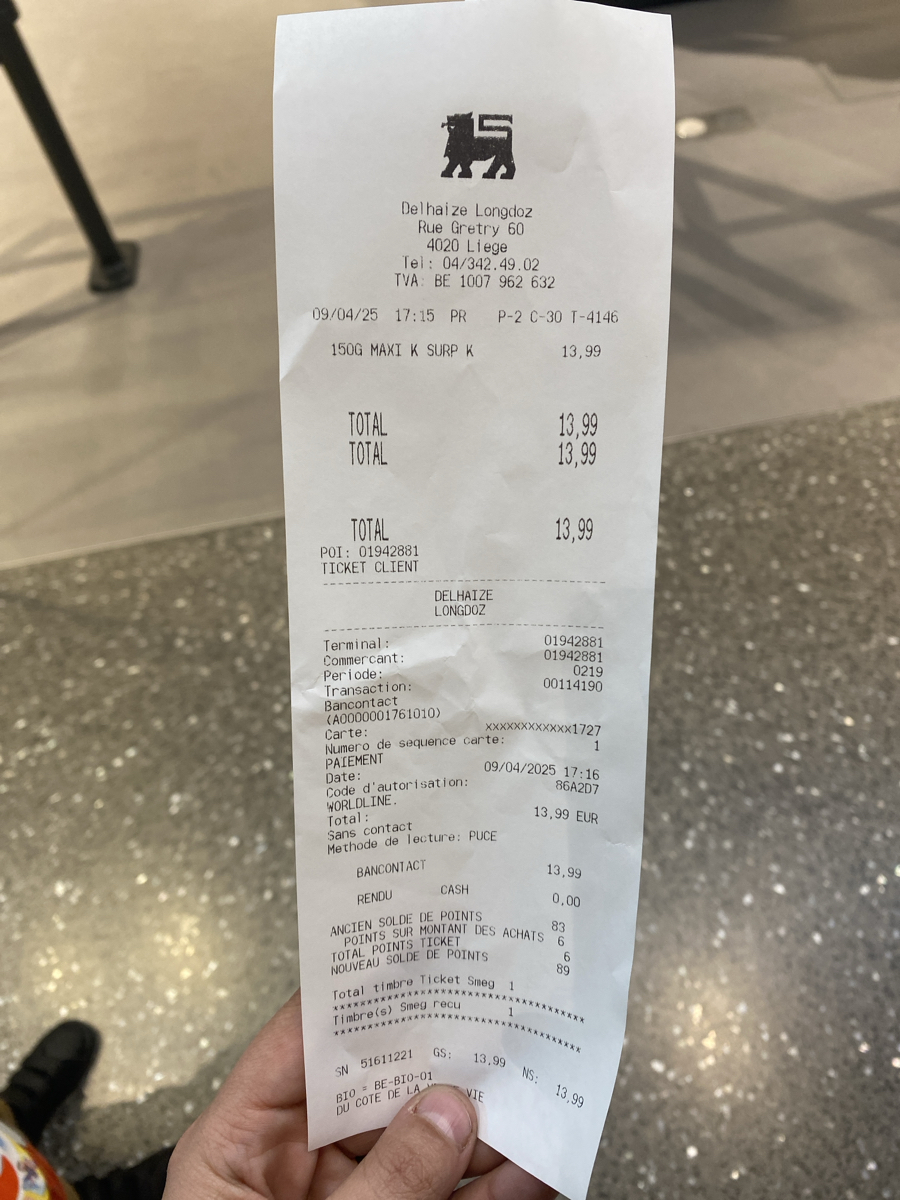 Delhaize Longdoz
Rue Gretry 60
4020 Liege
Tel: 04/342.49.02
TVA: BE 1007 962 632
09/04/25 17:15 PR P-2 C-30 T-4146
150G MAXI K SURP K 13,99
TOTAL 13,99
TOTAL 13,99
TOTAL 13,99
POI: 01942881
TICKET CLIENT
DELHAIZE
LONGDOZ
Terminal: 01942881
Commercant: 01942881
Periode: 0219
Transaction: 00114190
Bancontact
(A0000001761010)
Carte: xxxxxxxxxxxx1727
Numero de sequence carte: 1
PAIEMENT
Date: 09/04/2025 17:16
Code d'autorisation: 86A2D7
WORLDLINE.
Total: 13,99 EUR
Sans contact
Methode de lecture: PUCE
BANCONTACT 13,99
RENDU CASH 0,00
ANCIEN SOLDE DE POINTS 83
POINTS SUR MONTANT DES ACHATS 6
TOTAL POINTS TICKET 6
NOUVEAU SOLDE DE POINTS 89
Total timbre Ticket Smeg 1
****************************************
Timbre(s) Smeg recu 1
****************************************
SN 51611221 GS: 13,99 NS: 13,99
BIO = BE-BIO-01
DU COTE DE LA VIE